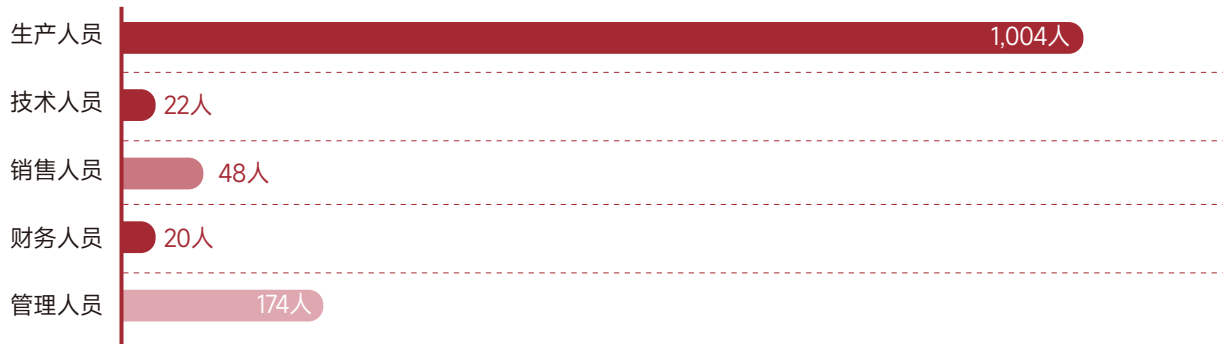 生产人员 1,004人
技术人员 22人
销售人员 48人
财务人员 20人
管理人员 174人